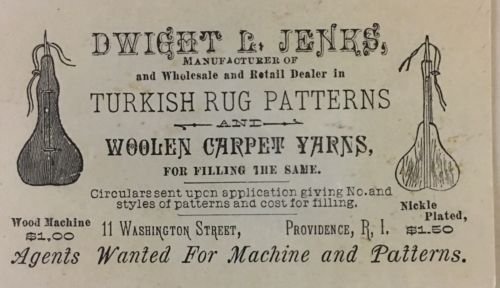 DWIGHT L. JENKS,
MANUFACTURER OF
and Wholesale and Retail Dealer in
TURKISH RUG PATTERNS
AND
WOOLEN CARPET YARNS,
FOR FILLING THE SAME.
Circulars sent upon application giving No. and
styles of patterns and cost for filling.
Wood Machine
$1.00
11 WASHINGTON STREET, PROVIDENCE, R. I.
Nickle
Plated,
$1.50
Agents Wanted For Machine and Patterns.